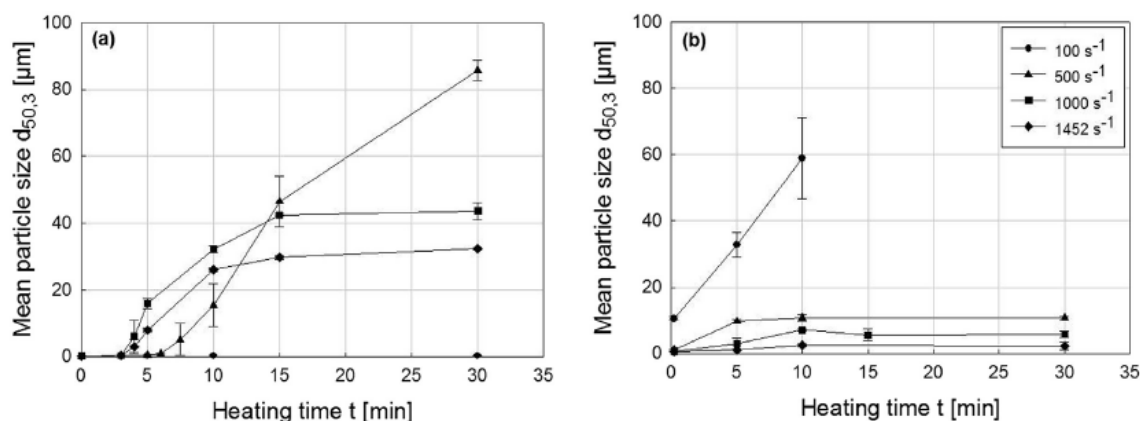 (a)
100
80
60
40
20
0
Mean particle size d50,3 [µm]
0 5 10 15 20 25 30 35
Heating time t [min]
(b)
100
80
60
40
20
0
Mean particle size d50,3 [µm]
0 5 10 15 20 25 30 35
Heating time t [min]
100 s-1
500 s-1
1000 s-1
1452 s-1